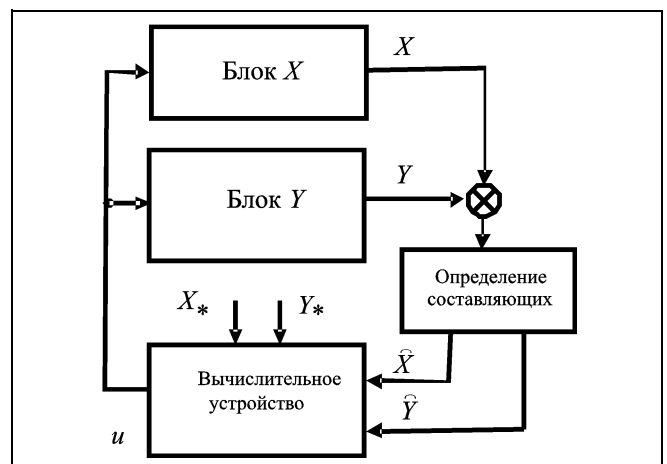 Блок X
X
Блок Y
Y
Определение
составляющих
X*
Y*
Вычислительное
устройство
X̂
Ŷ
u